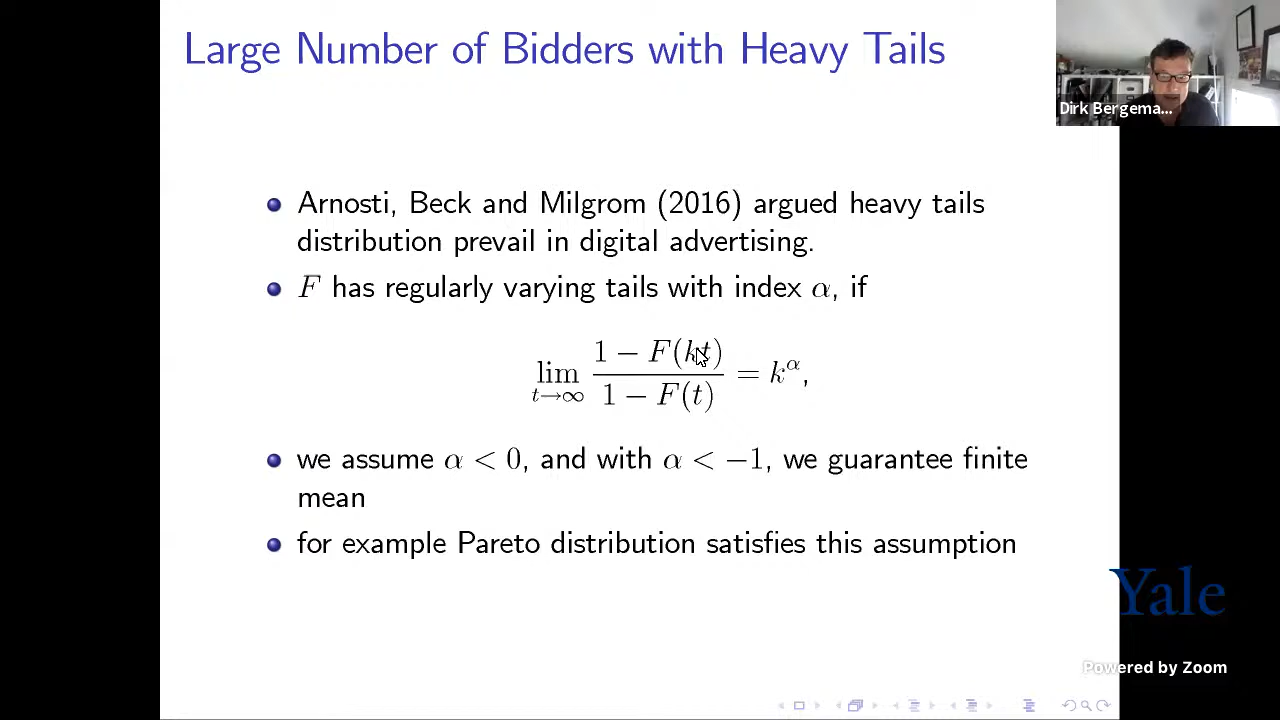 Large Number of Bidders with Heavy Tails
Dirk Bergema...
• Arnosti, Beck and Milgrom (2016) argued heavy tails
distribution prevail in digital advertising.
• F has regularly varying tails with index α, if
lim_{t→∞} (1 − F(kt)) / (1 − F(t)) = k^α,
• we assume α < 0, and with α < −1, we guarantee finite
mean
• for example Pareto distribution satisfies this assumption
Yale
Powered by Zoom